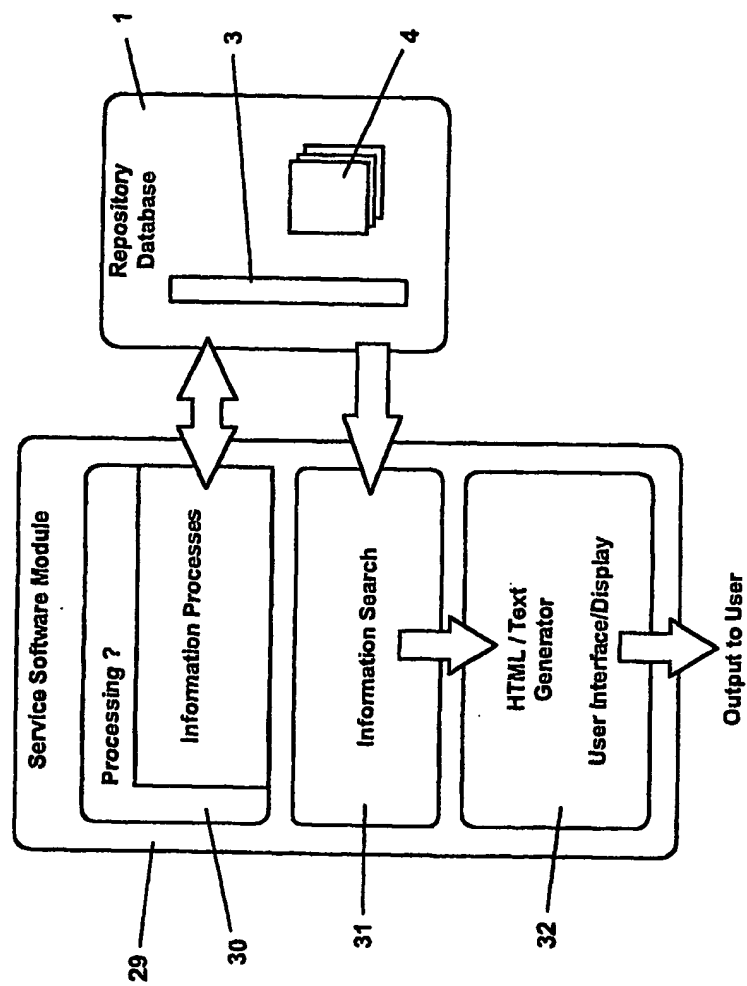 Service Software Module
Processing ?
Information Processes
Information Search
HTML / Text
Generator
User Interface/Display
Output to User
Repository
Database
1
3
4
29
30
31
32